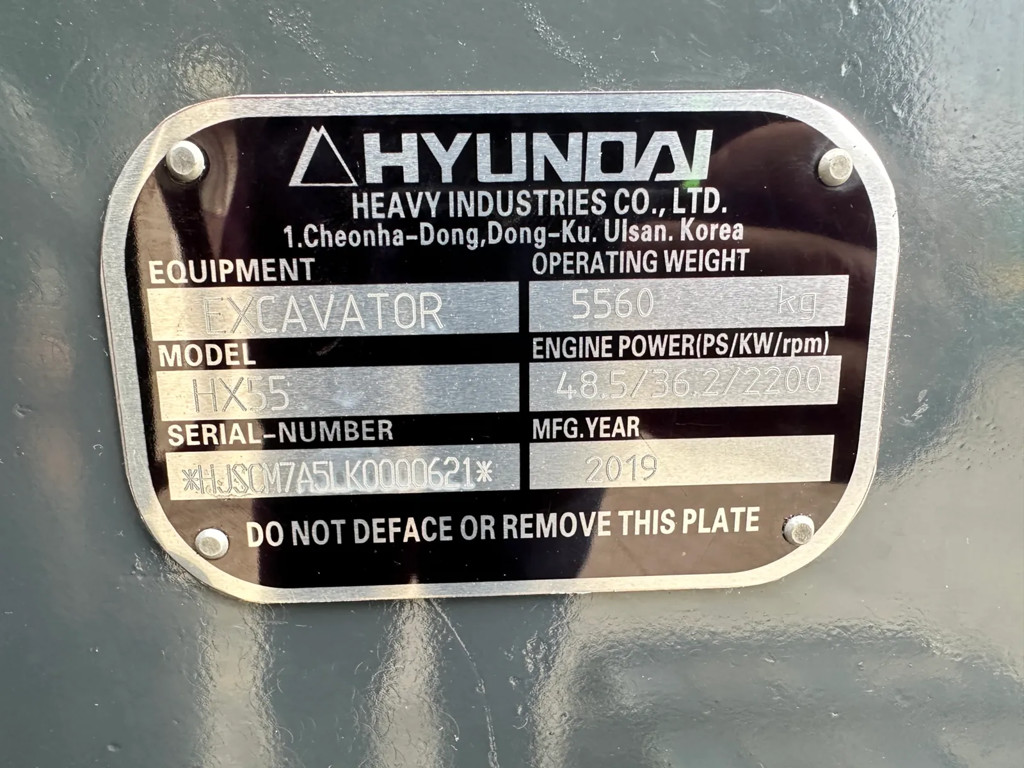 HYUNDAI
HEAVY INDUSTRIES CO., LTD.
1.Cheonha-Dong,Dong-Ku. Ulsan. Korea
EQUIPMENT
EXCAVATOR
OPERATING WEIGHT
5560 kg
MODEL
HX55
ENGINE POWER(PS/KW/rpm)
48.5/36.2/2200
SERIAL-NUMBER
*HJSCM7A5LK0000621*
MFG.YEAR
2019
DO NOT DEFACE OR REMOVE THIS PLATE